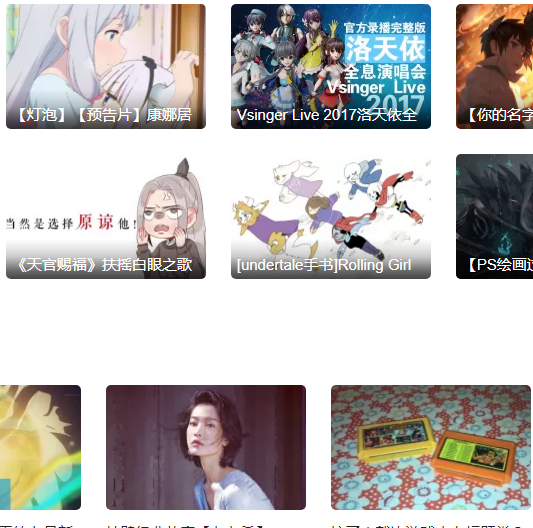 【灯泡】【预告片】康娜居
官方录播完整版
洛天依
全息演唱会
Vsinger Live
2017
Vsinger Live 2017洛天依全
【你的名字
当然是选择原谅他!
《天官赐福》扶摇白眼之歌
[undertale手书]Rolling Girl
【PS绘画过